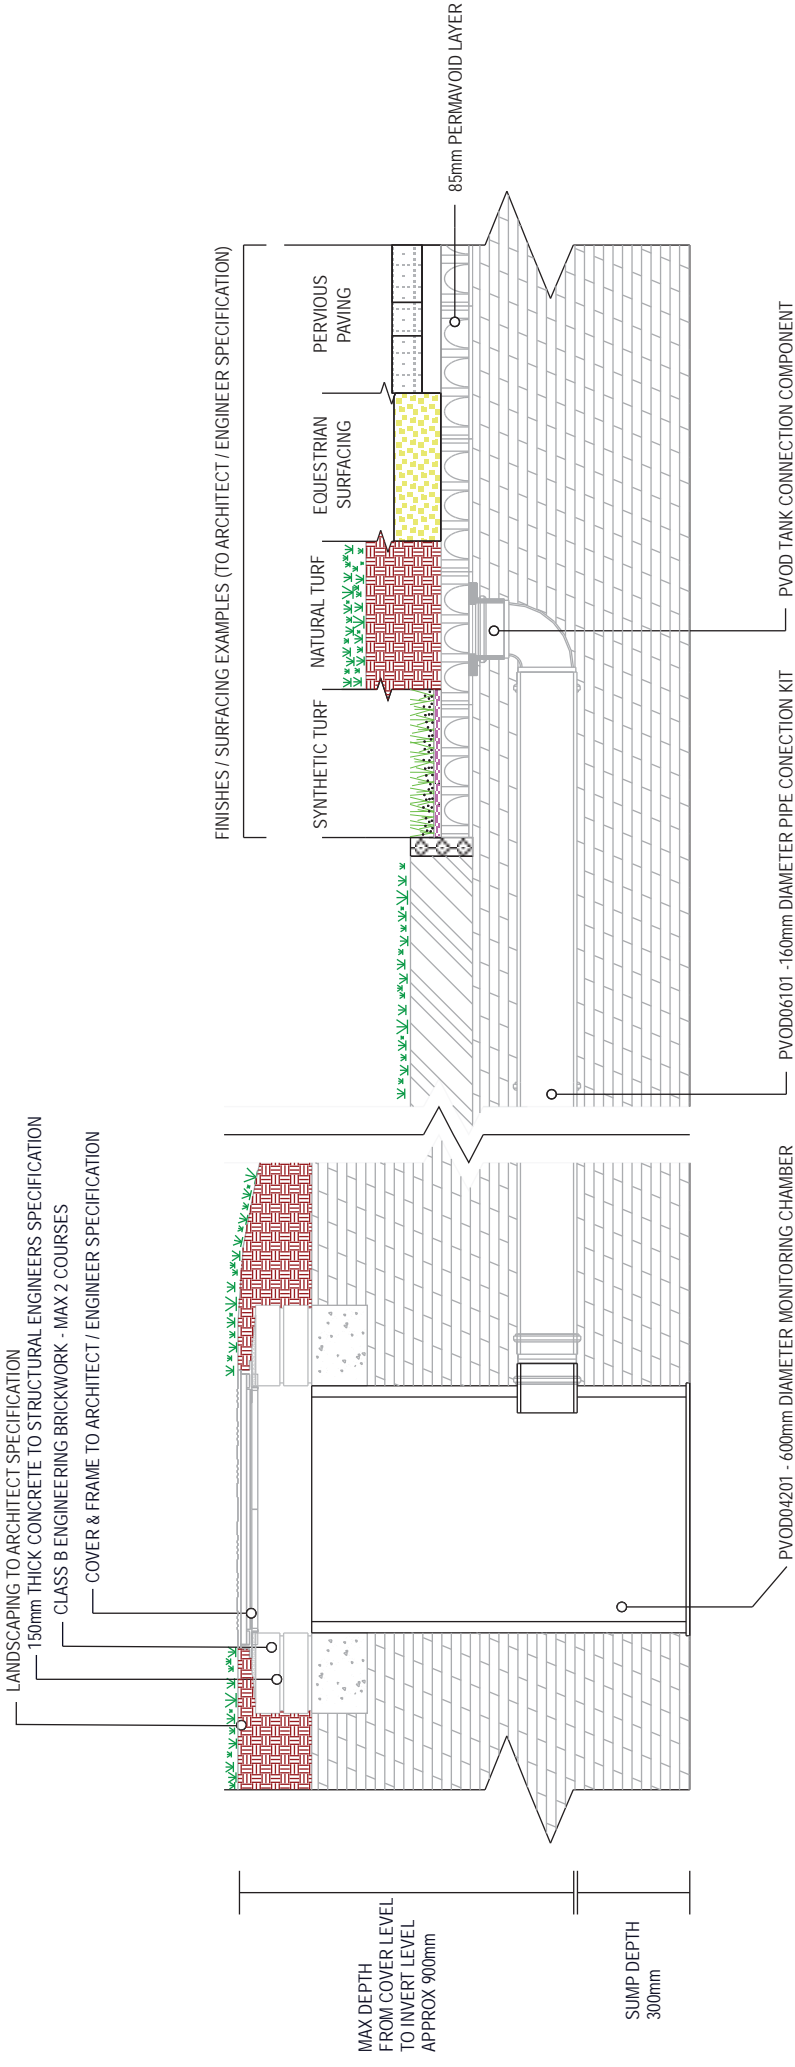 LANDSCAPING TO ARCHITECT SPECIFICATION
150mm THICK CONCRETE TO STRUCTURAL ENGINEERS SPECIFICATION
CLASS B ENGINEERING BRICKWORK - MAX 2 COURSES
COVER & FRAME TO ARCHITECT / ENGINEER SPECIFICATION
FINISHES / SURFACING EXAMPLES (TO ARCHITECT / ENGINEER SPECIFICATION)
SYNTHETIC TURF
NATURAL TURF
EQUESTRIAN
SURFACING
PERVIOUS
PAVING
85mm PERMAVOID LAYER
MAX DEPTH
FROM COVER LEVEL
TO INVERT LEVEL
APPROX 900mm
SUMP DEPTH
300mm
PVOD04201 - 600mm DIAMETER MONITORING CHAMBER
PVOD06101 -160mm DIAMETER PIPE CONECTION KIT
PVOD TANK CONNECTION COMPONENT